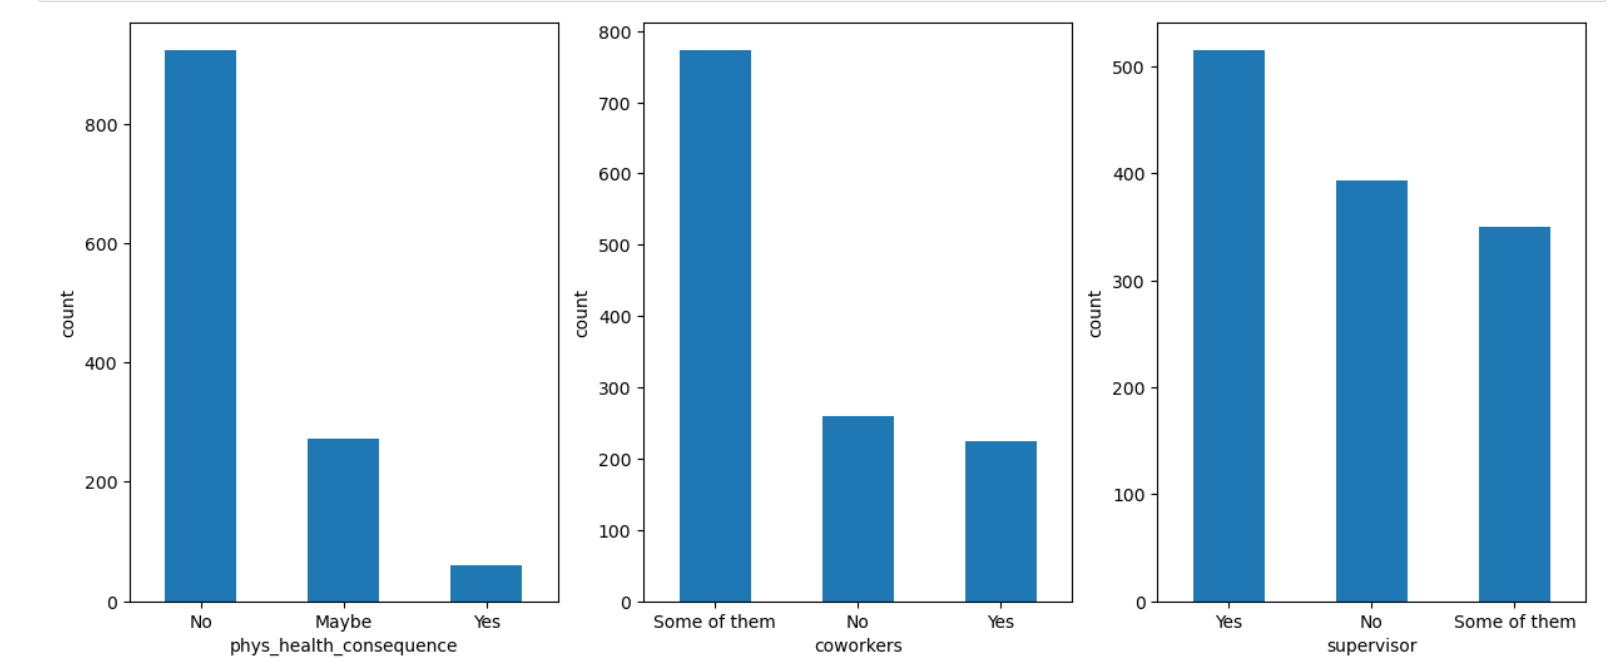 800
600
400
200
0
count
No Maybe Yes
phys_health_consequence
800
700
600
500
400
300
200
100
0
count
Some of them No Yes
coworkers
500
400
300
200
100
0
count
Yes No Some of them
supervisor